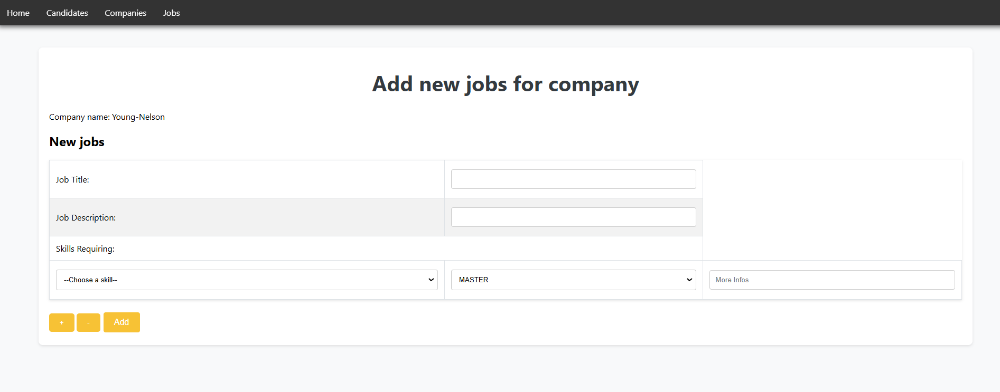 Home Candidates Companies Jobs
Add new jobs for company
Company name: Young-Nelson
New jobs
Job Title:
Job Description:
Skills Requiring:
--Choose a skill-- MASTER More Infos
+ - Add